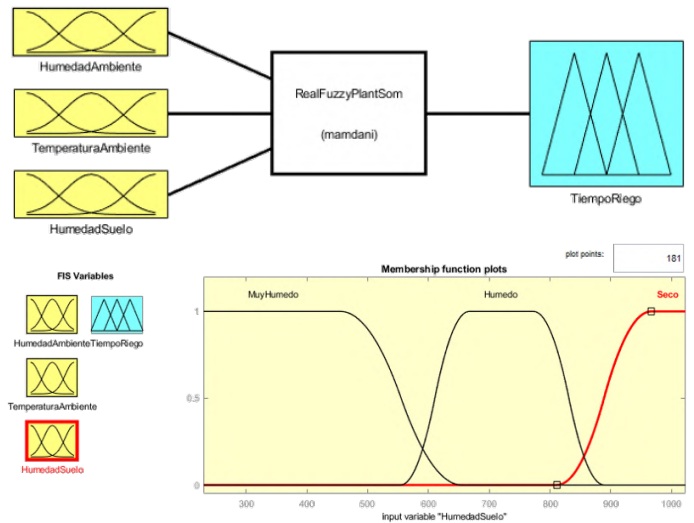 HumedadAmbiente
RealFuzzyPlantSom
(mamdani)
TemperaturaAmbiente
TiempoRiego
HumedadSuelo
plot points: 181
FIS Variables
Membership function plots
MuyHumedo Humedo Seco
1
0.5
0
HumedadAmbiente TiempoRiego
TemperaturaAmbiente
HumedadSuelo
300 400 500 600 700 800 900 1000
input variable "HumedadSuelo"